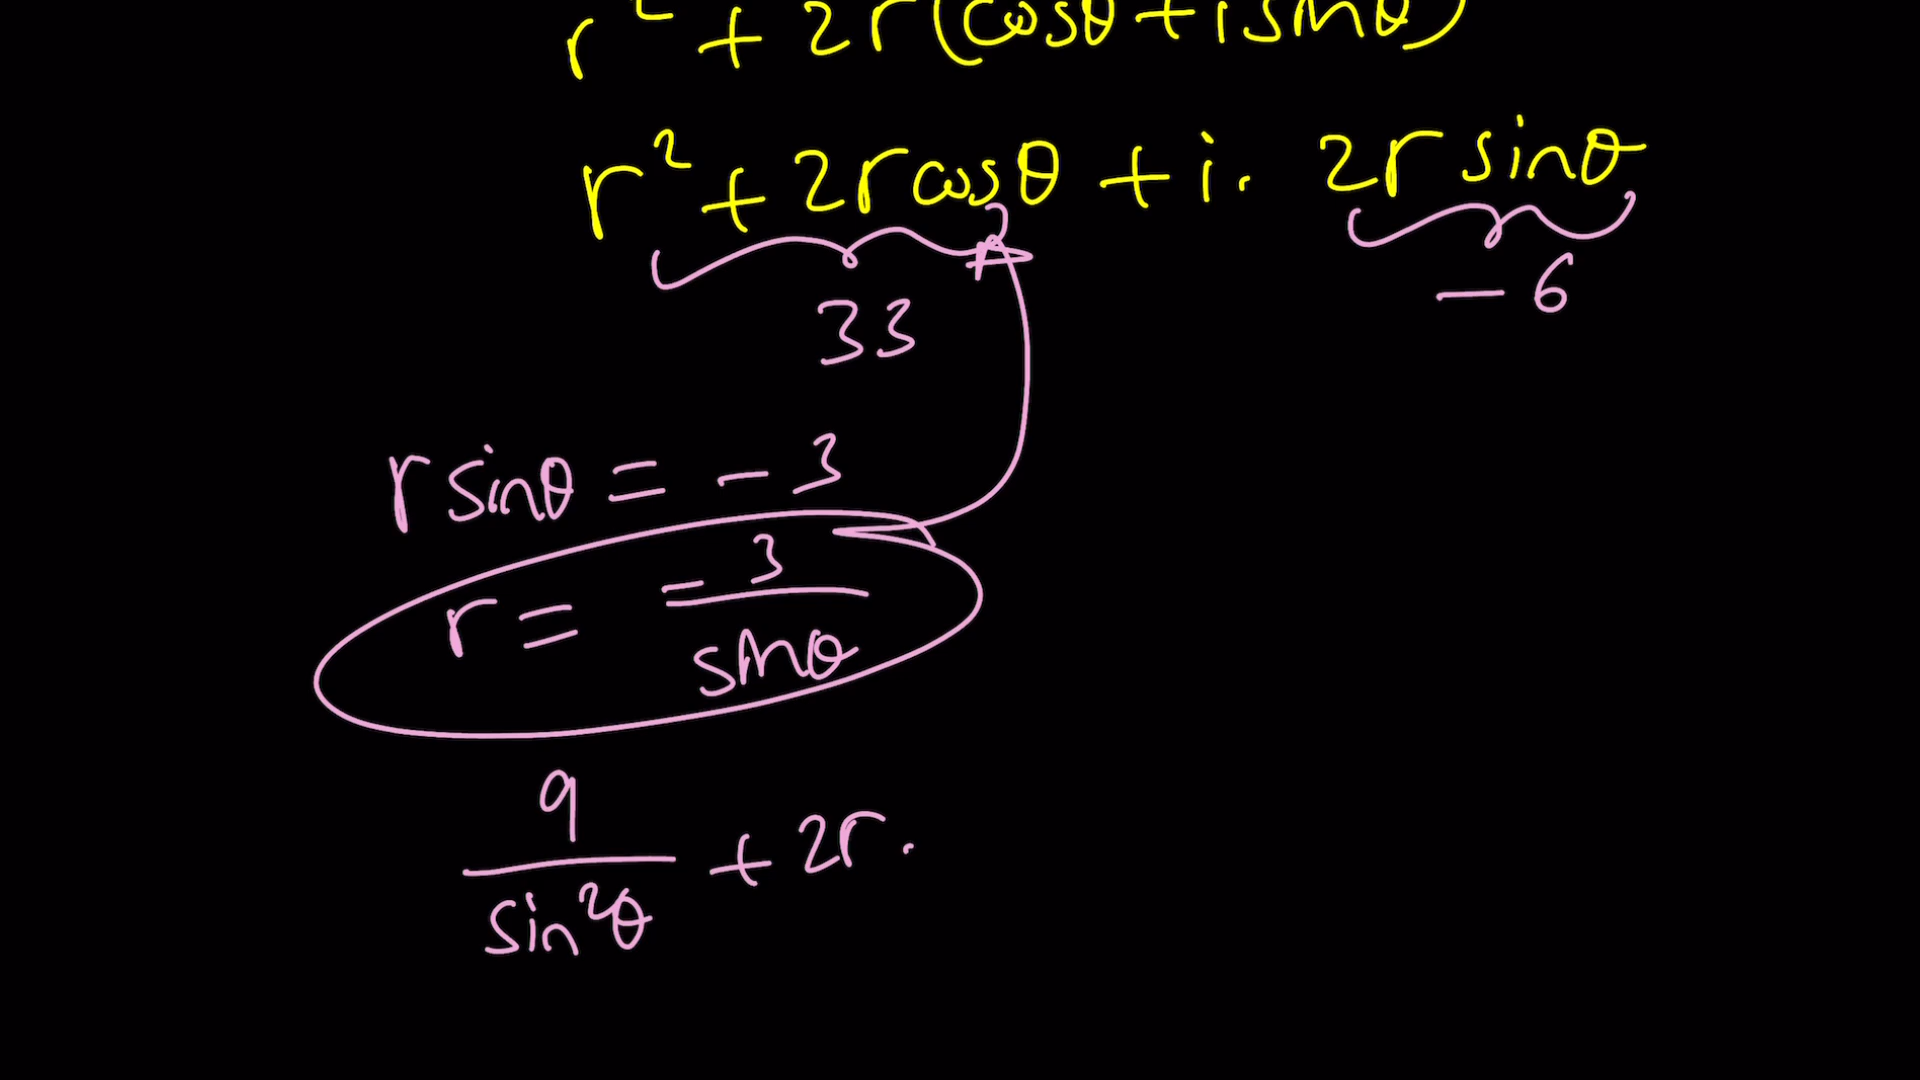 r² + 2r(cosθ + i sinθ)
r² + 2r cosθ + i. 2r sinθ
33
- 6
r sinθ = - 3
r = - 3 / sinθ
9 / sin²θ + 2r.